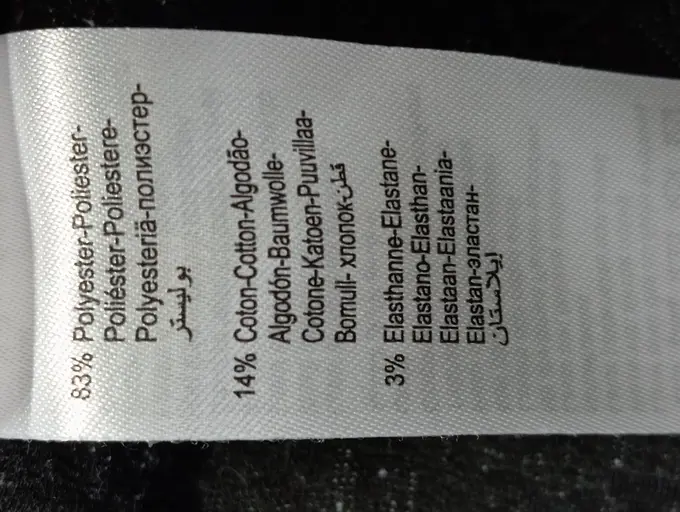 83% Polyester-Poliester-
Poliéster-Poliestere-
Polyesteriä-полиэстер-
بوليستر
14% Coton-Cotton-Algodão-
Algodón-Baumwolle-
Cotone-Katoen-Puuvillaa-
Bomull- хлопок-قطن
3% Elasthanne-Elastane-
Elastano-Elasthan-
Elastaan-Elastaania-
Elastan-эластан-
إيلاستان